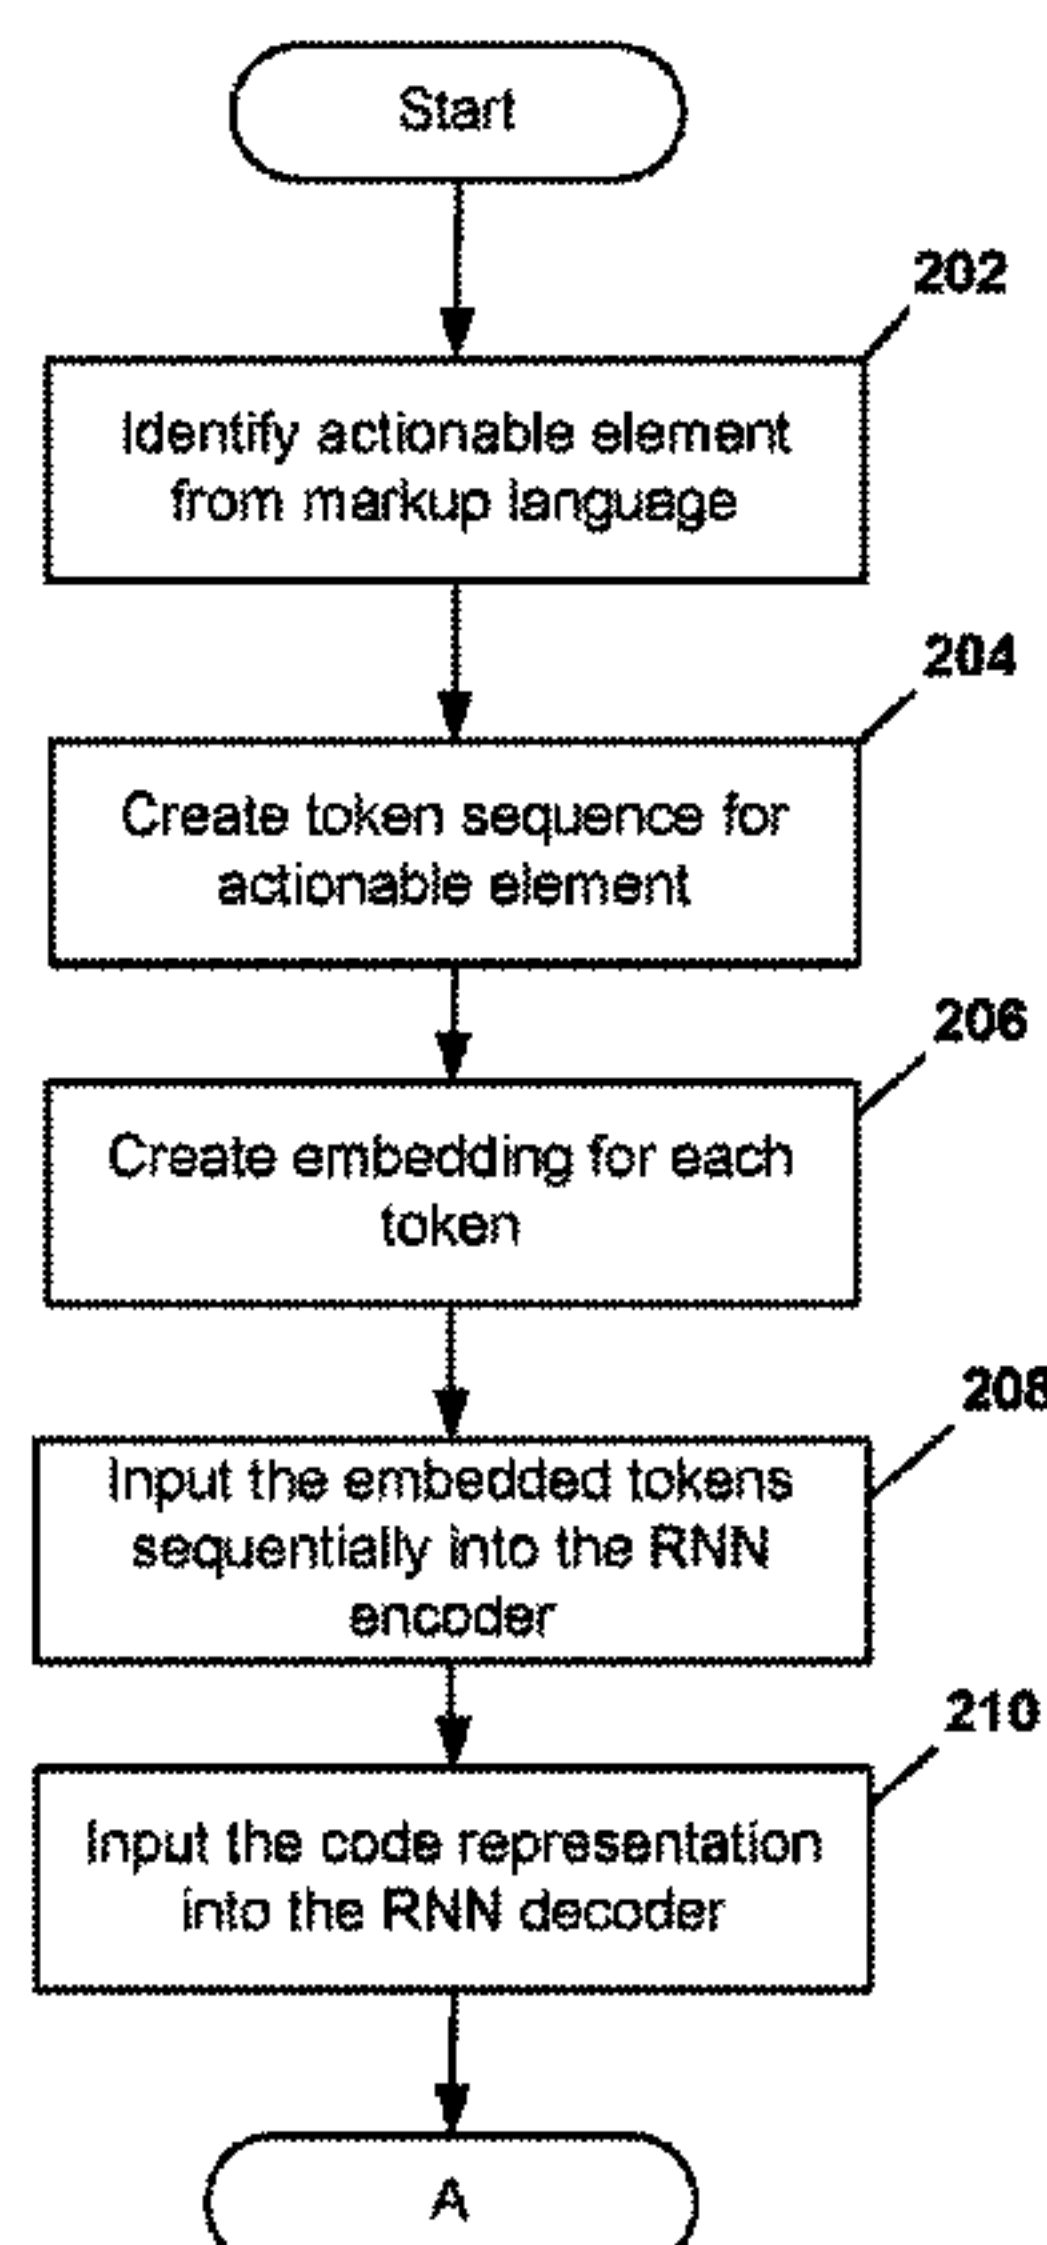 Start
202
Identify actionable element
from markup language
204
Create token sequence for
actionable element
206
Create embedding for each
token
208
Input the embedded tokens
sequentially into the RNN
encoder
210
Input the code representation
into the RNN decoder
A